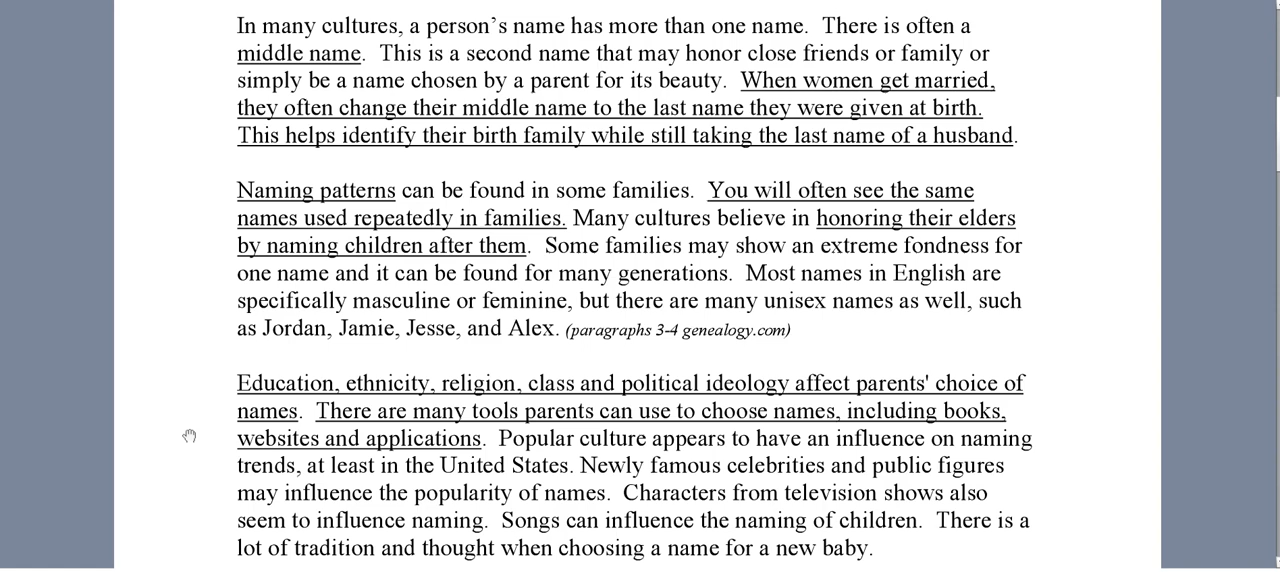 In many cultures, a person’s name has more than one name.  There is often a
middle name.  This is a second name that may honor close friends or family or
simply be a name chosen by a parent for its beauty.  When women get married,
they often change their middle name to the last name they were given at birth.
This helps identify their birth family while still taking the last name of a husband.
Naming patterns can be found in some families.  You will often see the same
names used repeatedly in families. Many cultures believe in honoring their elders
by naming children after them.  Some families may show an extreme fondness for
one name and it can be found for many generations.  Most names in English are
specifically masculine or feminine, but there are many unisex names as well, such
as Jordan, Jamie, Jesse, and Alex. (paragraphs 3-4 genealogy.com)
Education, ethnicity, religion, class and political ideology affect parents' choice of
names.  There are many tools parents can use to choose names, including books,
websites and applications.  Popular culture appears to have an influence on naming
trends, at least in the United States. Newly famous celebrities and public figures
may influence the popularity of names.  Characters from television shows also
seem to influence naming.  Songs can influence the naming of children.  There is a
lot of tradition and thought when choosing a name for a new baby.